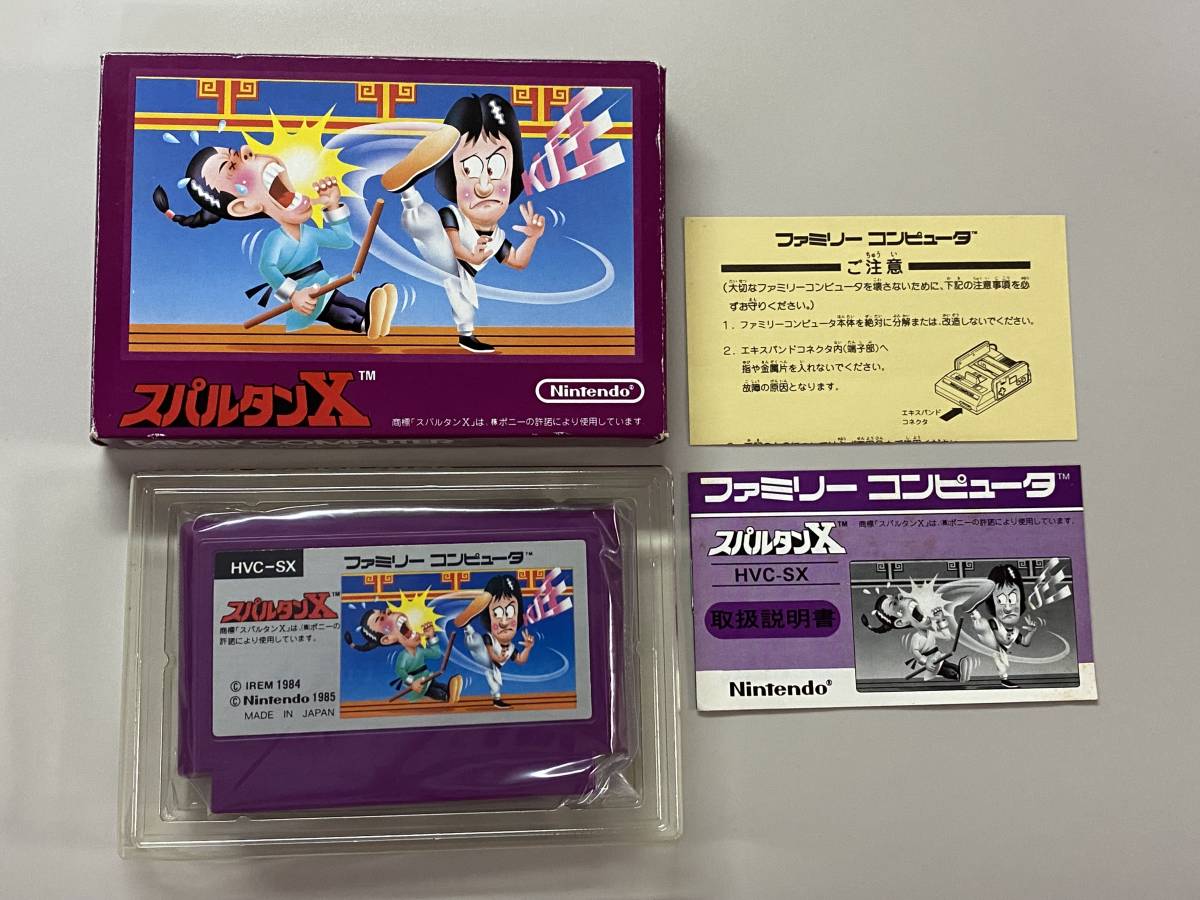 スパルタンX™
Nintendo®
商標「スパルタンX」は、㈱ポニーの許諾により使用しています
FAMILY COMPUTER
ファミリー コンピュータ™
ご注意
(大切なファミリーコンピュータを壊さないために、下記の注意事項を必
ずお守りください。)
1. ファミリーコンピュータ本体を絶対に分解または、改造しないでください。
2. エキスパンドコネクタ内(端子部)へ
指や金属片を入れないでください。
故障の原因となります。
エキスパンド
コネクタ
HVC-SX
ファミリー コンピュータ™
スパルタンX™
商標「スパルタンX」は、㈱ポニーの
許諾により使用しています。
© IREM 1984
© Nintendo 1985
MADE IN JAPAN
ファミリー コンピュータ™
スパルタンX™
商標「スパルタンX」は、㈱ポニーの許諾により使用しています.
HVC-SX
取扱説明書
Nintendo®